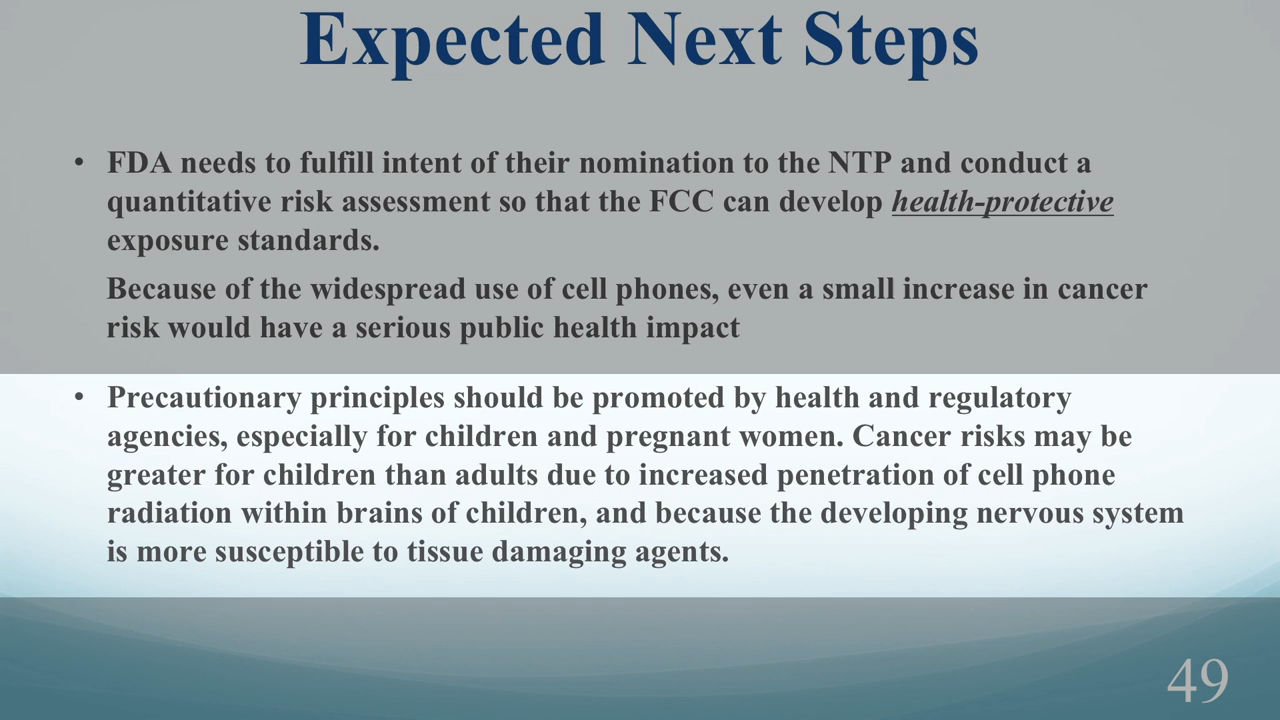 Expected Next Steps
• FDA needs to fulfill intent of their nomination to the NTP and conduct a
quantitative risk assessment so that the FCC can develop health-protective
exposure standards.
Because of the widespread use of cell phones, even a small increase in cancer
risk would have a serious public health impact
• Precautionary principles should be promoted by health and regulatory
agencies, especially for children and pregnant women. Cancer risks may be
greater for children than adults due to increased penetration of cell phone
radiation within brains of children, and because the developing nervous system
is more susceptible to tissue damaging agents.
49